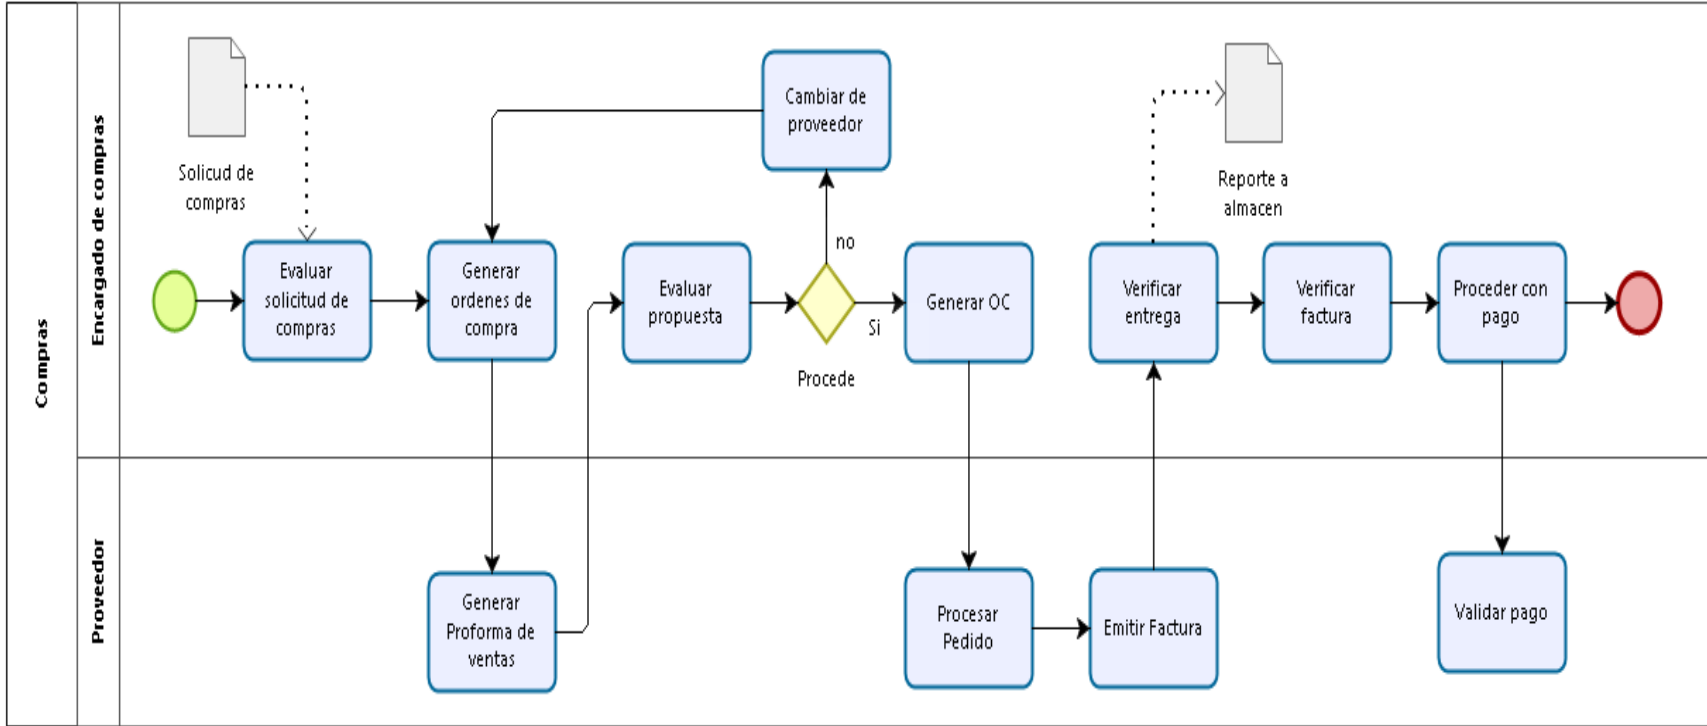 Compras
Encargado de compras
Solicud de
compras
Evaluar
solicitud de
compras
Generar
ordenes de
compra
Evaluar
propuesta
Cambiar de
proveedor
no
Si
Procede
Generar OC
Verificar
entrega
Reporte a
almacen
Verificar
factura
Proceder con
pago
Proveedor
Generar
Proforma de
ventas
Procesar
Pedido
Emitir Factura
Validar pago